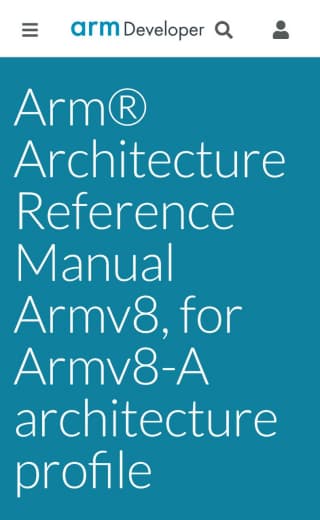 arm Developer
Arm®
Architecture
Reference
Manual
Armv8, for
Armv8-A
architecture
profile